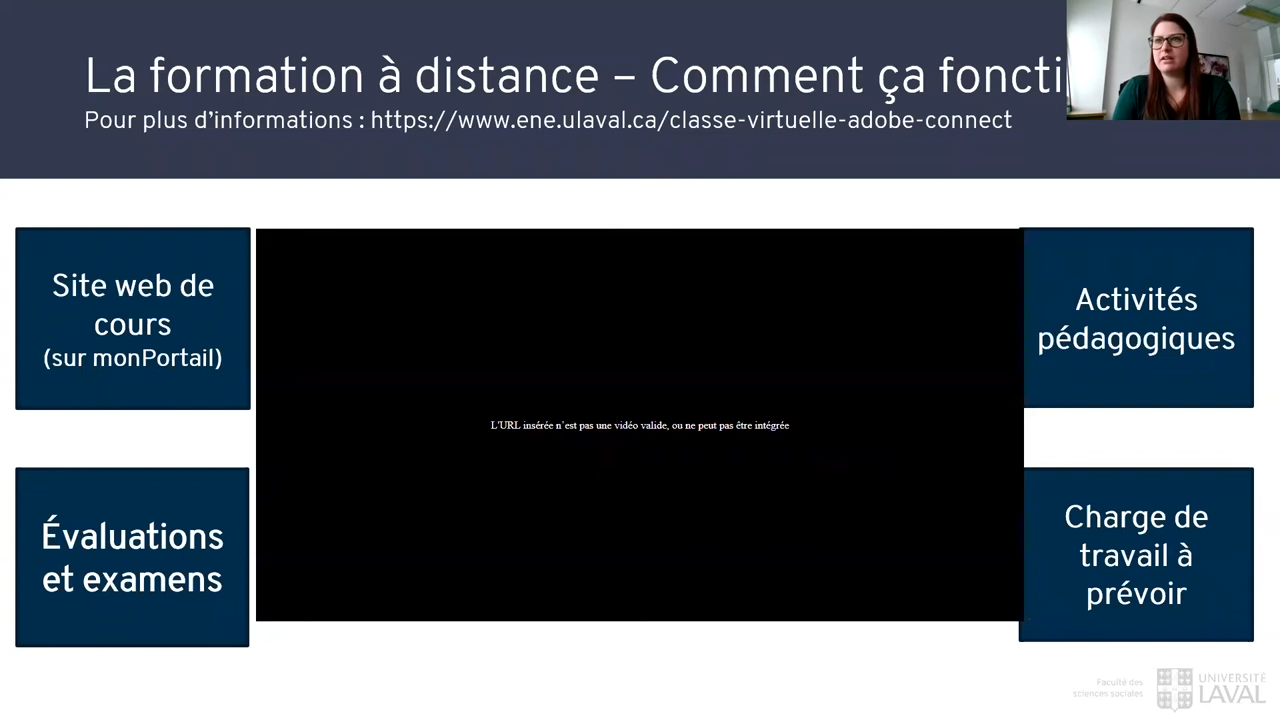 La formation à distance – Comment ça foncti
Pour plus d'informations : https://www.ene.ulaval.ca/classe-virtuelle-adobe-connect
Site web de
cours
(sur monPortail)
Activités
pédagogiques
L'URL insérée n'est pas une vidéo valide, ou ne peut pas être intégrée
Évaluations
et examens
Charge de
travail à
prévoir
Faculté des
sciences sociales
UNIVERSITÉ
LAVAL